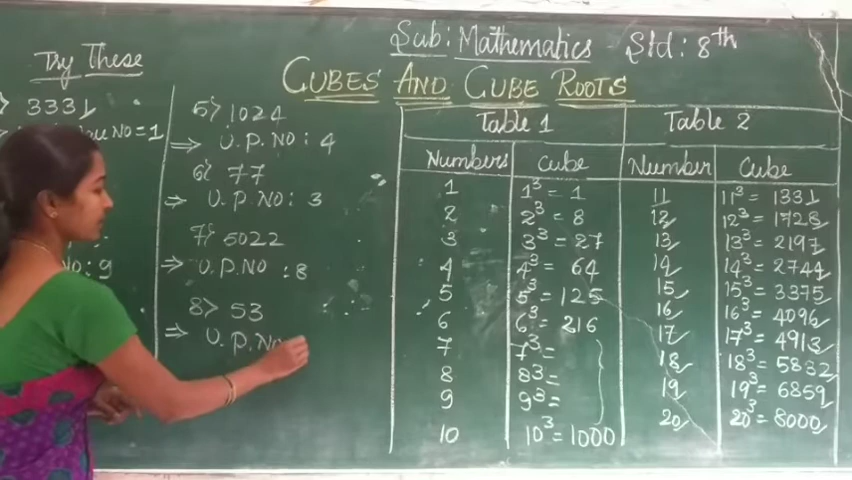 Sub: Mathematics Std: 8th
CUBES AND CUBE ROOTS
Try These
3331
No = 1
No: 9
5> 1024
⇒ U.P.NO : 4
6> 77
⇒ U.P NO: 3
7> 5022
⇒ U.P.NO :8
8> 53
⇒ U.P.No
Table 1 Table 2
Numbers Cube Number Cube
1 1³ = 1 11 11³ = 1331
2 2³ = 8 12 12³ = 1728
3 3³ = 27 13 13³ = 2197
4 4³ = 64 14 14³ = 2744
5 5³ = 125 15 15³ = 3375
6 6³ = 216 16 16³ = 4096
7 7³ = 17 17³ = 4913
8 8³ = 18 18³ = 5832
9 9³ = 19 19³ = 6859
10 10³ = 1000 20 20³ = 8000